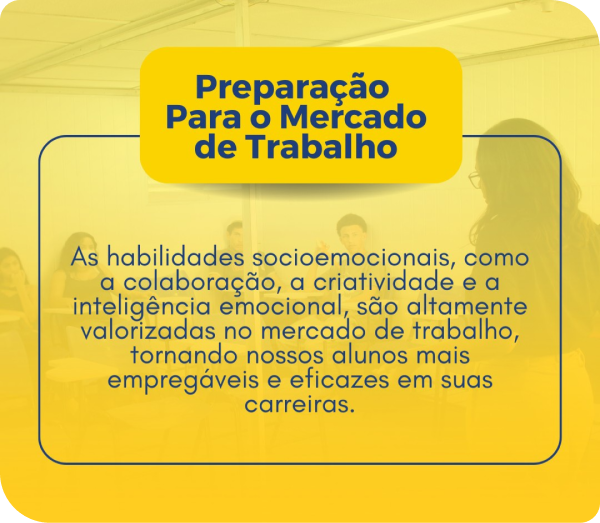 Preparação
Para o Mercado
de Trabalho
As habilidades socioemocionais, como
a colaboração, a criatividade e a
inteligência emocional, são altamente
valorizadas no mercado de trabalho,
tornando nossos alunos mais
empregáveis e eficazes em suas
carreiras.